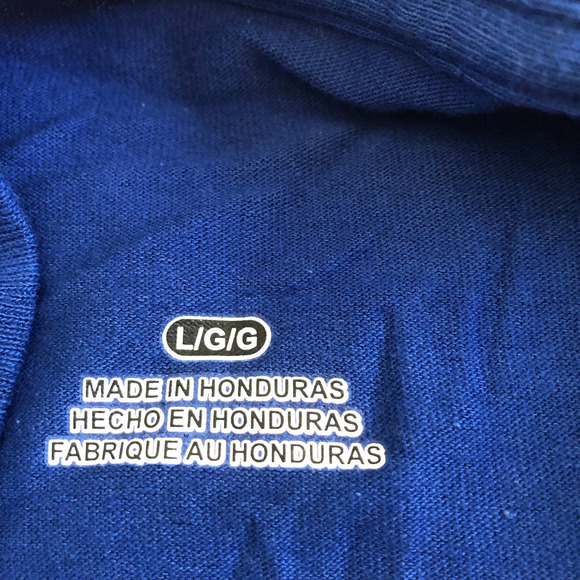 L/G/G
MADE IN HONDURAS
HECHO EN HONDURAS
FABRIQUE AU HONDURAS